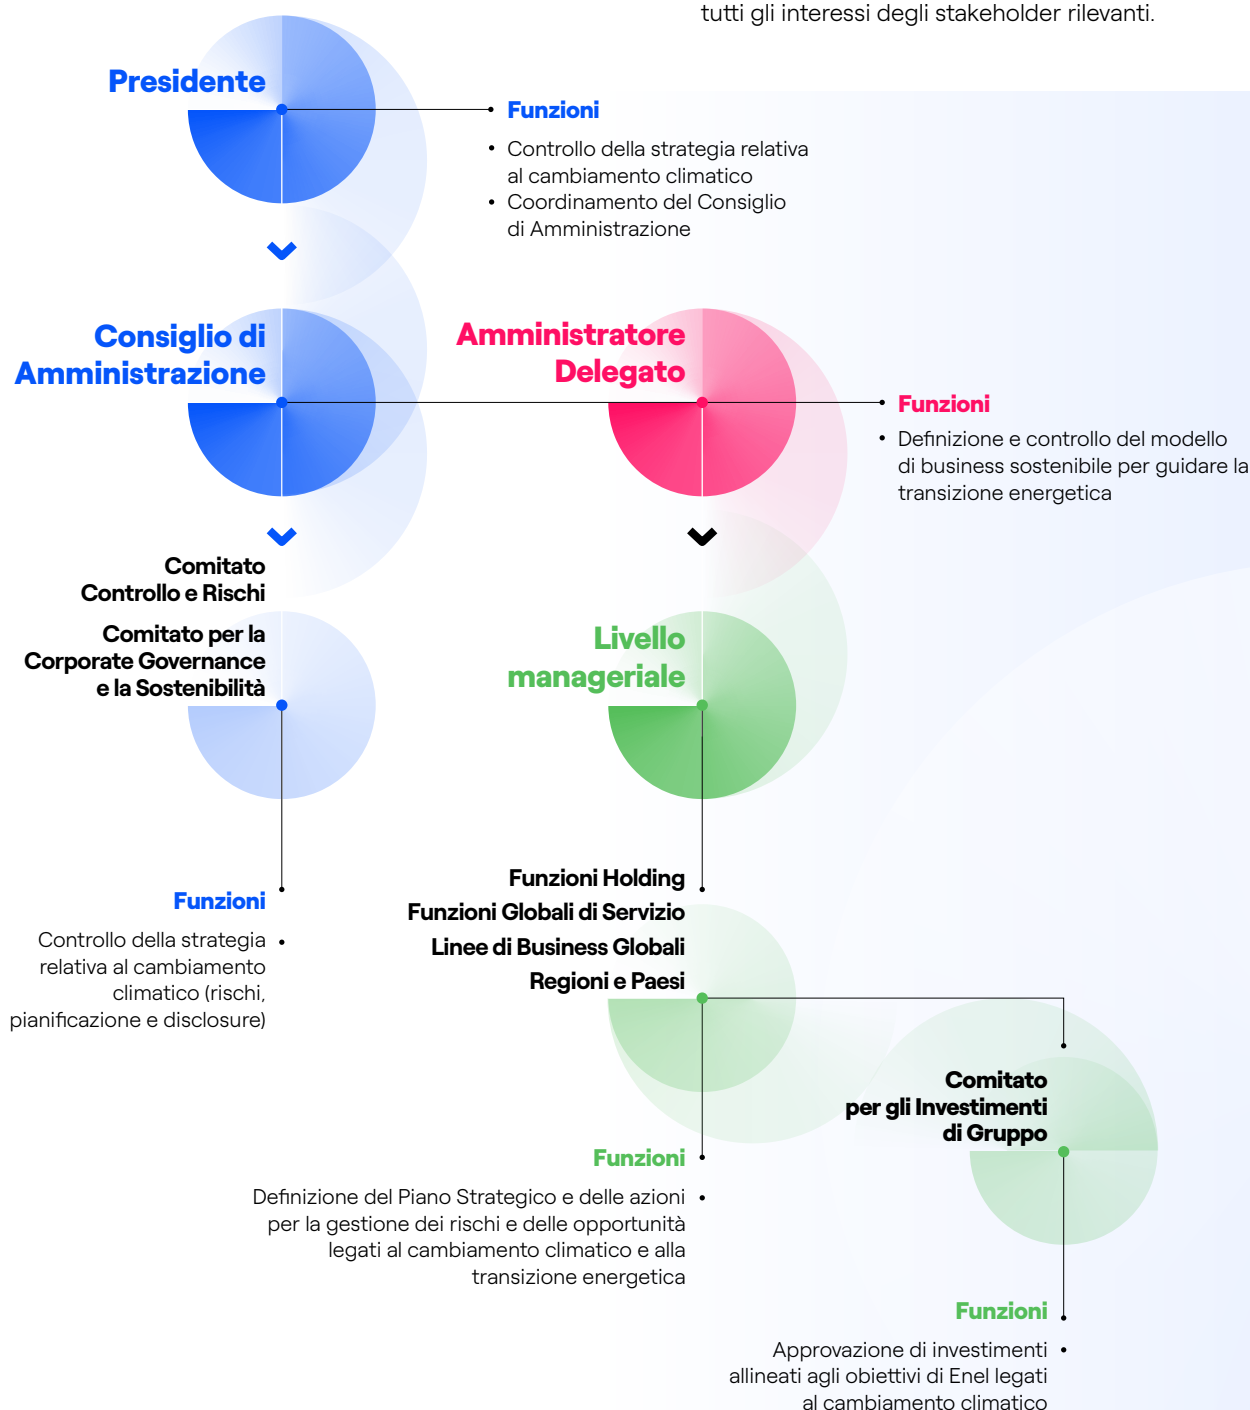 tutti gli interessi degli stakeholder rilevanti.
Presidente
Funzioni
• Controllo della strategia relativa
al cambiamento climatico
• Coordinamento del Consiglio
di Amministrazione
Consiglio di
Amministrazione
Amministratore
Delegato
Funzioni
• Definizione e controllo del modello
di business sostenibile per guidare la
transizione energetica
Comitato
Controllo e Rischi
Comitato per la
Corporate Governance
e la Sostenibilità
Livello
manageriale
Funzioni
Controllo della strategia •
relativa al cambiamento
climatico (rischi,
pianificazione e disclosure)
Funzioni Holding
Funzioni Globali di Servizio
Linee di Business Globali
Regioni e Paesi
Comitato
per gli Investimenti
di Gruppo
Funzioni
Definizione del Piano Strategico e delle azioni •
per la gestione dei rischi e delle opportunità
legati al cambiamento climatico e alla
transizione energetica
Funzioni
Approvazione di investimenti •
allineati agli obiettivi di Enel legati
al cambiamento climatico